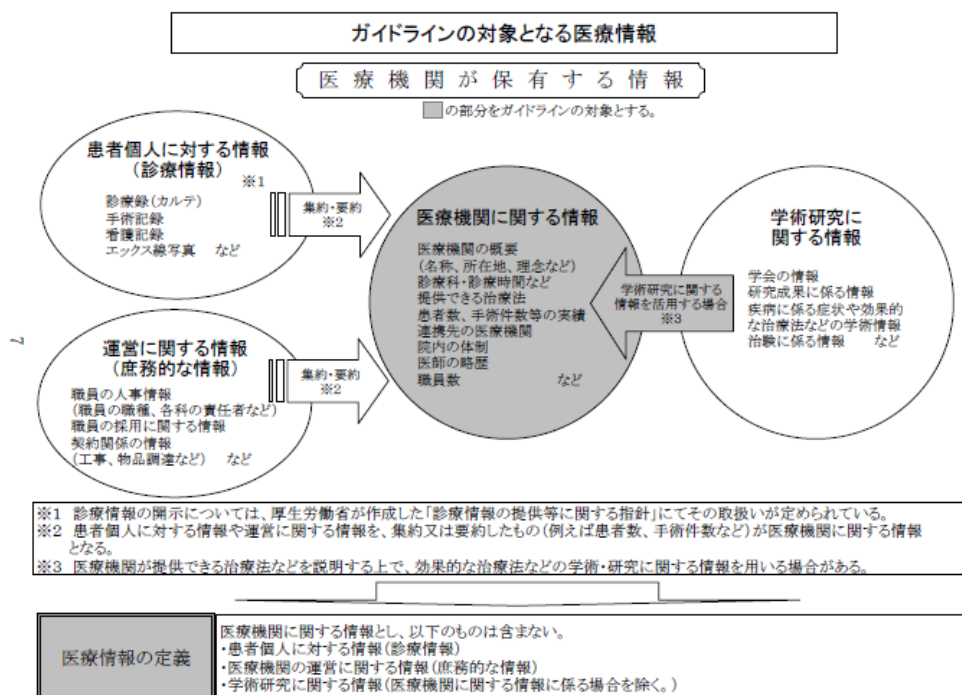 ガイドラインの対象となる医療情報
医療機関が保有する情報
の部分をガイドラインの対象とする。
患者個人に対する情報
(診療情報)
※1
診療録(カルテ)
手術記録
看護記録
エックス線写真 など
集約・要約
※2
運営に関する情報
(庶務的な情報)
職員の人事情報
(職員の職種、各科の責任者など)
職員の採用に関する情報
契約関係の情報
(工事、物品調達など) など
集約・要約
※2
医療機関に関する情報
医療機関の概要
(名称、所在地、理念など)
診療科・診療時間など
提供できる治療法
患者数、手術件数等の実績
連携先の医療機関
院内の体制
医師の略歴
職員数 など
学術研究に関する
情報を活用する場合
※3
学術研究に
関する情報
学会の情報
研究成果に係る情報
疾病に係る症状や効果的
な治療法などの学術情報
治験に係る情報 など
7
※1 診療情報の開示については、厚生労働省が作成した「診療情報の提供等に関する指針」にてその取扱いが定められている。
※2 患者個人に対する情報や運営に関する情報を、集約又は要約したもの(例えば患者数、手術件数など)が医療機関に関する情報
となる。
※3 医療機関が提供できる治療法などを説明する上で、効果的な治療法などの学術・研究に関する情報を用いる場合がある。
医療情報の定義
医療機関に関する情報とし、以下のものは含まない。
・患者個人に対する情報(診療情報)
・医療機関の運営に関する情報(庶務的な情報)
・学術研究に関する情報(医療機関に関する情報に係る場合を除く。)